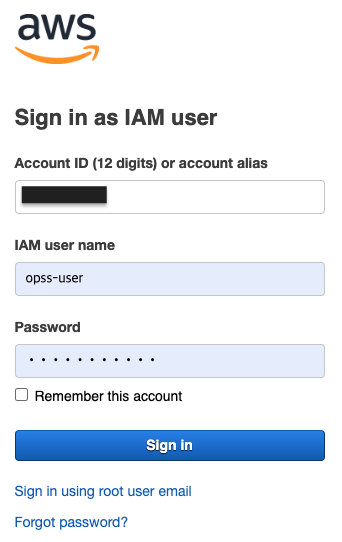 aws
Sign in as IAM user
Account ID (12 digits) or account alias
IAM user name
opss-user
Password
Remember this account
Sign in
Sign in using root user email
Forgot password?